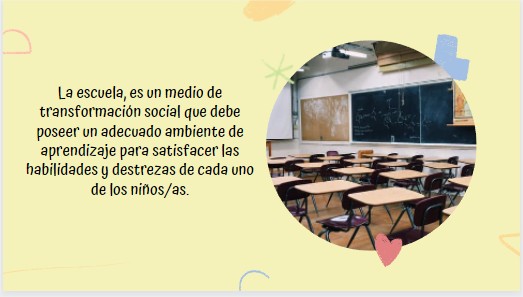 La escuela, es un medio de
transformación social que debe
poseer un adecuado ambiente de
aprendizaje para satisfacer las
habilidades y destrezas de cada uno
de los niños/as.